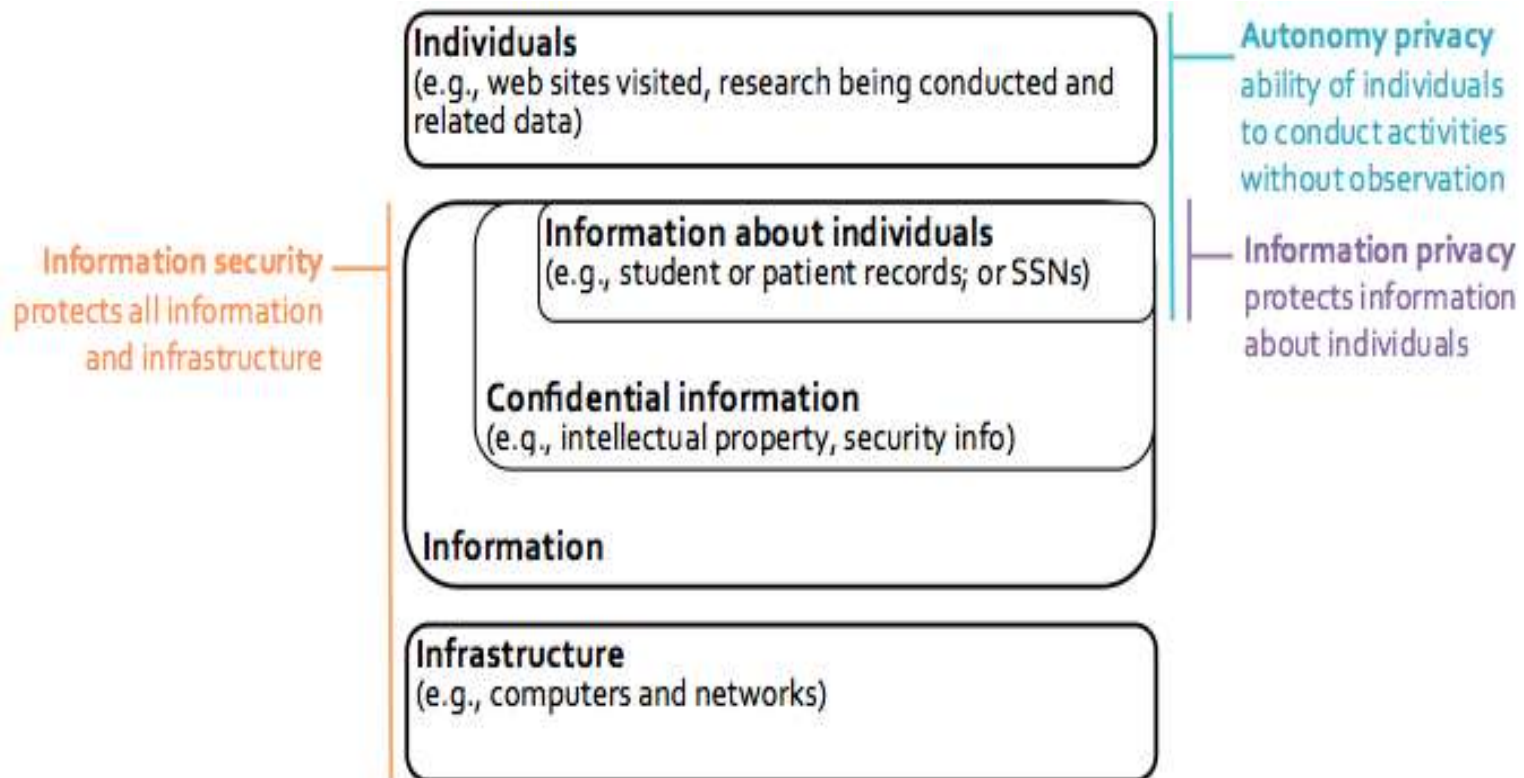 Individuals
(e.g., web sites visited, research being conducted and
related data)
Autonomy privacy
ability of individuals
to conduct activities
without observation
Information security
protects all information
and infrastructure
Information about individuals
(e.g., student or patient records; or SSNs)
Information privacy
protects information
about individuals
Confidential information
(e.g., intellectual property, security info)
Information
Infrastructure
(e.g., computers and networks)